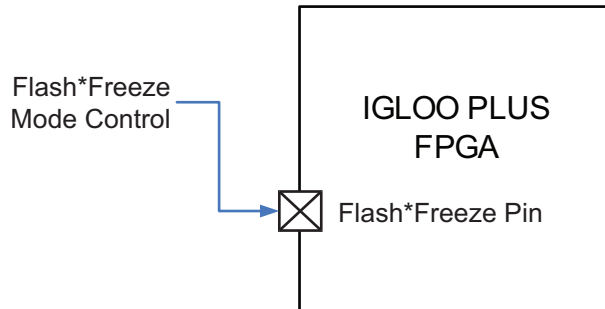 Flash*Freeze
Mode Control
IGLOO PLUS
FPGA
Flash*Freeze Pin